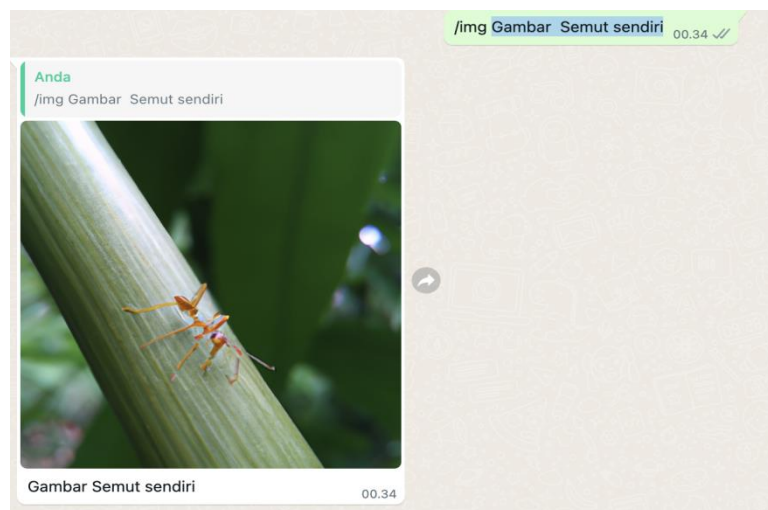 /img Gambar  Semut sendiri
00.34
Anda
/img Gambar  Semut sendiri
Gambar Semut sendiri
00.34